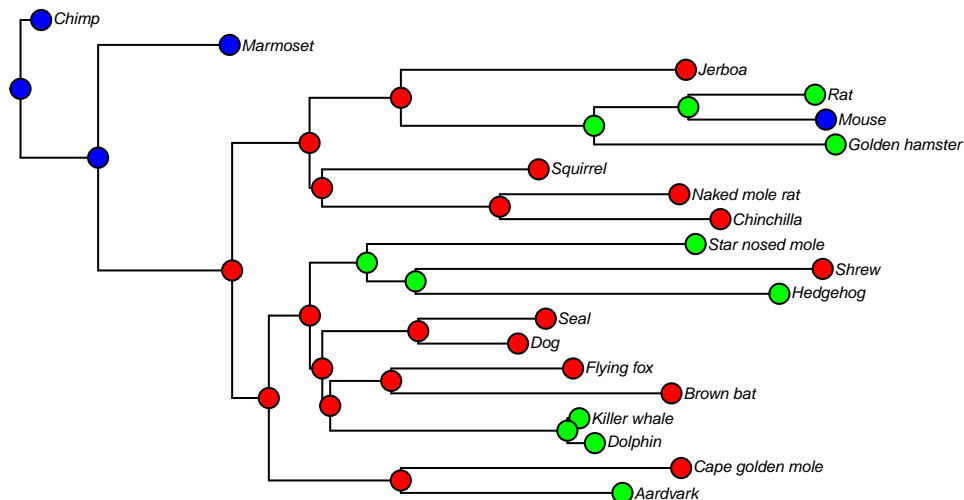 Chimp
Marmoset
Jerboa
Rat
Mouse
Golden hamster
Squirrel
Naked mole rat
Chinchilla
Star nosed mole
Shrew
Hedgehog
Seal
Dog
Flying fox
Brown bat
Killer whale
Dolphin
Cape golden mole
Aardvark